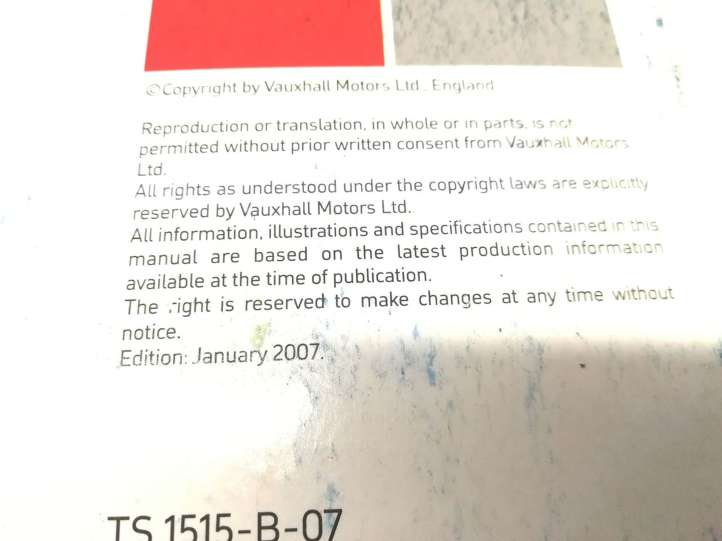 ©Copyright by Vauxhall Motors Ltd., England
Reproduction or translation, in whole or in parts, is not
permitted without prior written consent from Vauxhall Motors
Ltd.
All rights as understood under the copyright laws are explicitly
reserved by Vauxhall Motors Ltd.
All information, illustrations and specifications contained in this
manual are based on the latest production information
available at the time of publication.
The right is reserved to make changes at any time without
notice.
Edition: January 2007.
TS 1515-B-07